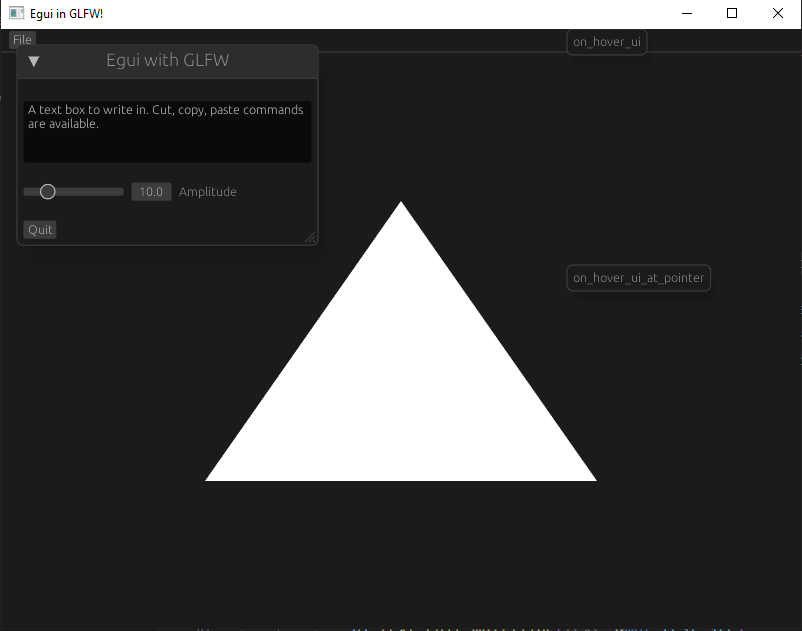 Egui in GLFW!
File
on_hover_ui
Egui with GLFW
A text box to write in. Cut, copy, paste commands
are available.
10.0 Amplitude
Quit
on_hover_ui_at_pointer